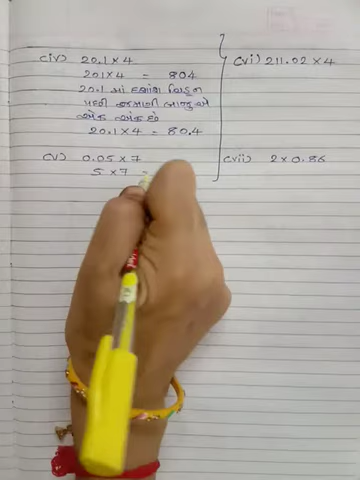 (iv) 20.1 × 4
201 × 4 = 804
20.1 માં દશાંશ ચિહ્ન
પછી જમણી બાજુએ
એક અંક છે
20.1 × 4 = 80.4
(v) 0.05 × 7
5 × 7 =
(vi) 211.02 × 4
(vii) 2 × 0.86